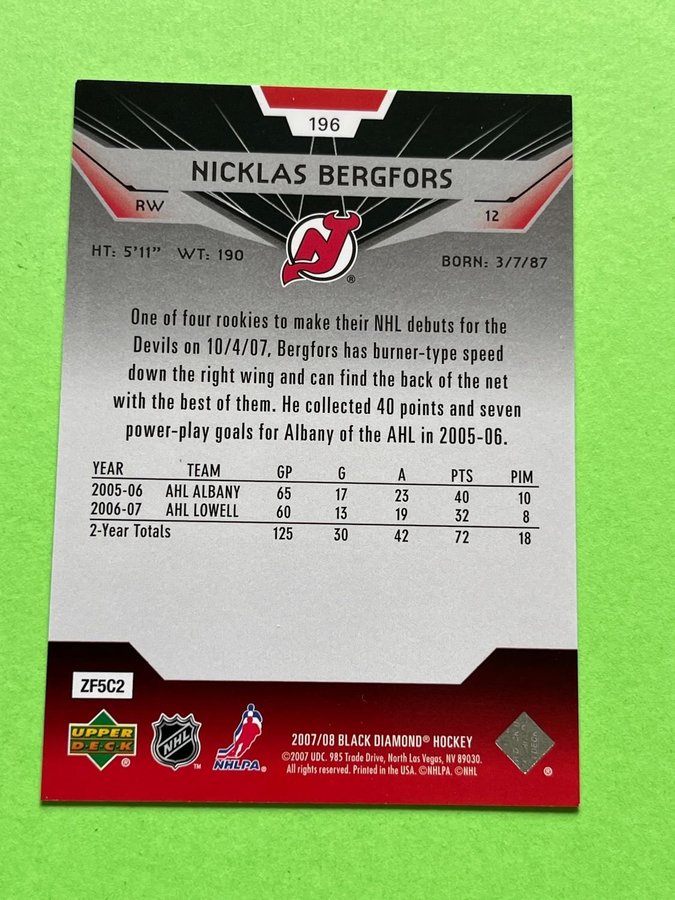 196
NICKLAS BERGFORS
RW
12
HT: 5'11" WT: 190
BORN: 3/7/87
One of four rookies to make their NHL debuts for the
Devils on 10/4/07, Bergfors has burner-type speed
down the right wing and can find the back of the net
with the best of them. He collected 40 points and seven
power-play goals for Albany of the AHL in 2005-06.
YEAR TEAM GP G A PTS PIM
2005-06 AHL ALBANY 65 17 23 40 10
2006-07 AHL LOWELL 60 13 19 32 8
2-Year Totals 125 30 42 72 18
ZF5C2
UPPER
DECK
®
NHL
TM
NHLPA®
2007/08 BLACK DIAMOND® HOCKEY
©2007 UDC. 985 Trade Drive, North Las Vegas, NV 89030.
All rights reserved. Printed in the USA. ©NHLPA. ©NHL
®